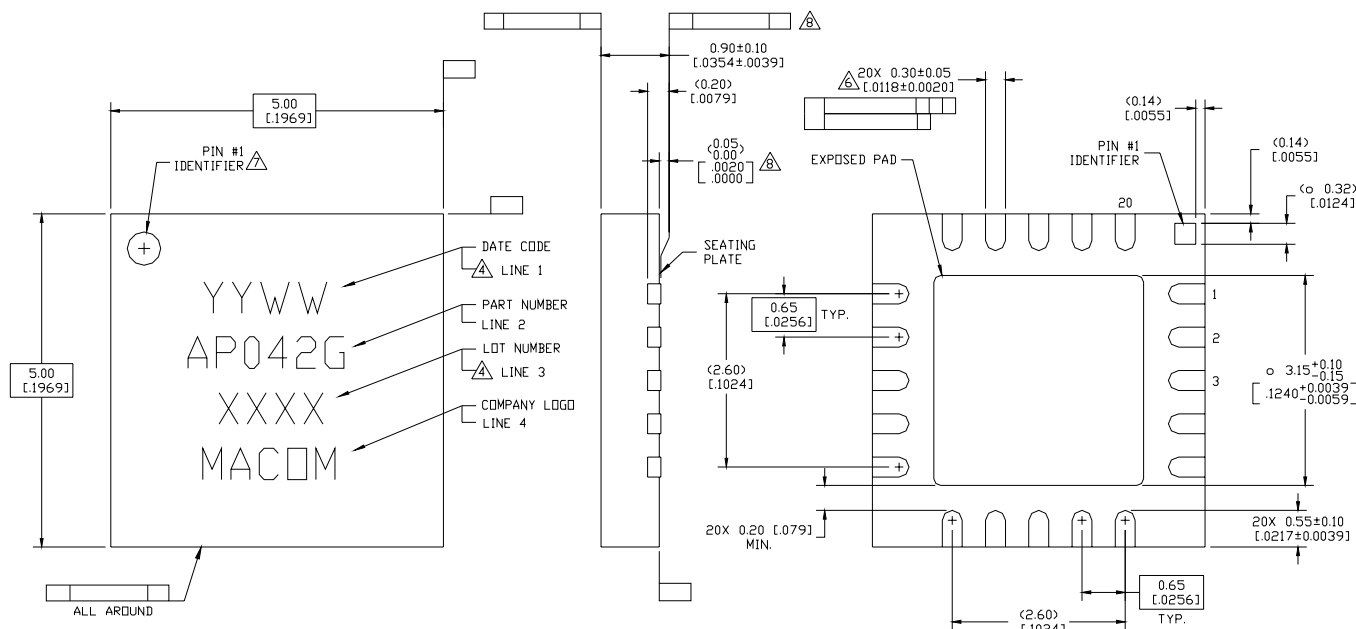 5.00
[.1969]
PIN #1
IDENTIFIER 7
5.00
[.1969]
DATE CODE
4 LINE 1
PART NUMBER
LINE 2
LOT NUMBER
4 LINE 3
COMPANY LOGO
LINE 4
YYWW
AP042G
XXXX
MACOM
ALL AROUND
8
0.90±0.10
[.0354±.0039]
(0.20)
[.0079]
(0.05
0.00)
[.0020
.0000]
8
SEATING
PLATE
6 20X 0.30±0.05
[.0118±0.0020]
EXPOSED PAD
(0.14)
[.0055]
PIN #1
IDENTIFIER
(0.14)
[.0055]
(□ 0.32)
[.0124]
20
1
2
3
0.65
[.0256]
TYP.
(2.60)
[.1024]
□ 3.15+0.10
-0.15
[.1240+0.0039
-0.0059]
20X 0.20 [.079]
MIN.
20X 0.55±0.10
[.0217±0.0039]
0.65
[.0256]
TYP.
(2.60)
[.1024]